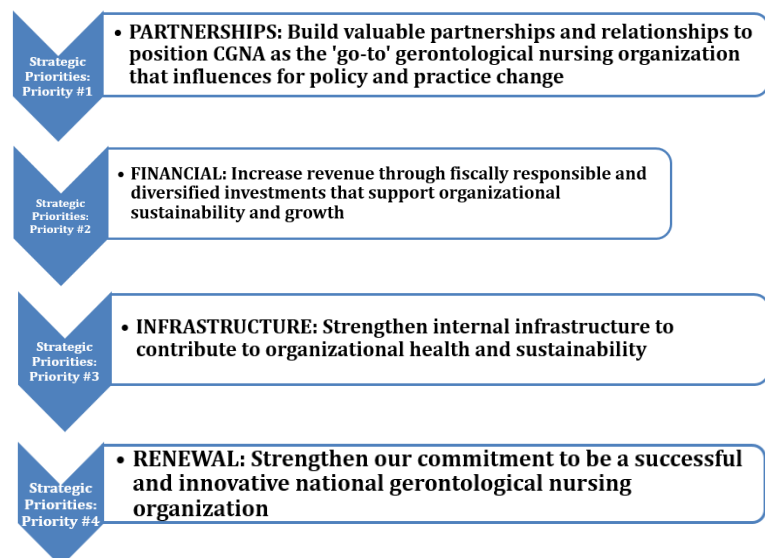 Strategic
Priorities:
Priority #1
• PARTNERSHIPS: Build valuable partnerships and relationships to
position CGNA as the 'go-to' gerontological nursing organization
that influences for policy and practice change
Strategic
Priorities:
Priority #2
• FINANCIAL: Increase revenue through fiscally responsible and
diversified investments that support organizational
sustainability and growth
Strategic
Priorities:
Priority #3
• INFRASTRUCTURE: Strengthen internal infrastructure to
contribute to organizational health and sustainability
Strategic
Priorities:
Priority #4
• RENEWAL: Strengthen our commitment to be a successful
and innovative national gerontological nursing
organization